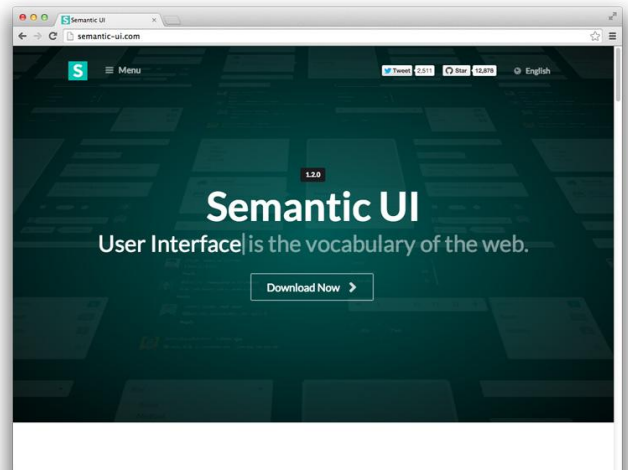 Semantic UI
semantic-ui.com
S Menu Tweet 2,511 Star 12,876 English
1.2.0
Semantic UI
User Interface| is the vocabulary of the web.
Download Now